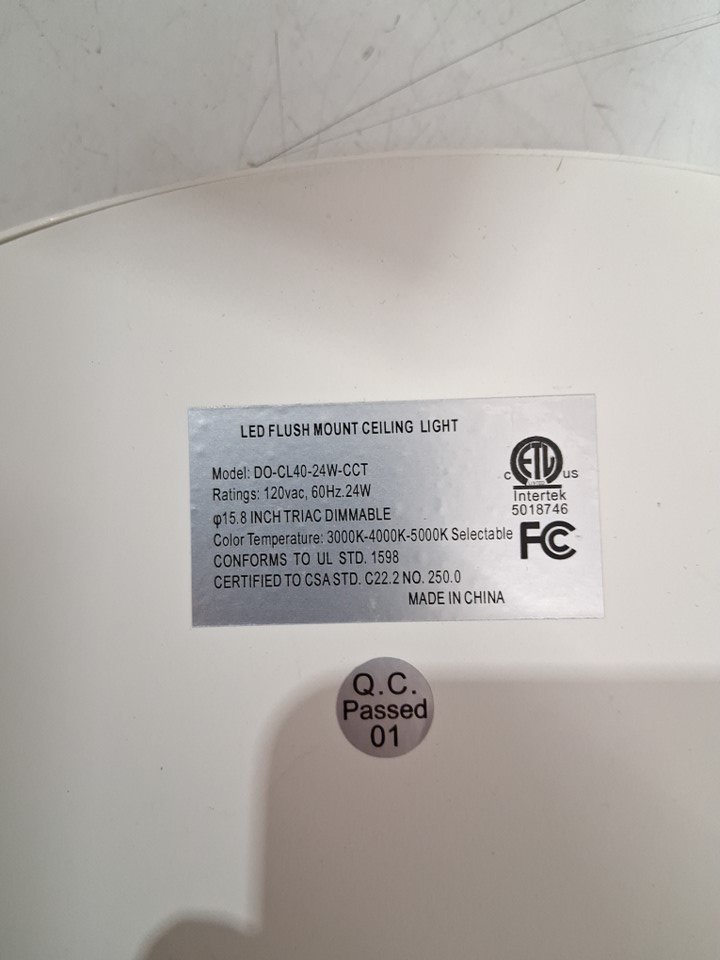 LED FLUSH MOUNT CEILING LIGHT
Model: DO-CL40-24W-CCT
Ratings: 120vac, 60Hz.24W
φ15.8 INCH TRIAC DIMMABLE
Color Temperature: 3000K-4000K-5000K Selectable
CONFORMS TO UL STD. 1598
CERTIFIED TO CSA STD. C22.2 NO. 250.0
MADE IN CHINA
c ETL us
Intertek
5018746
FC
Q.C.
Passed
01